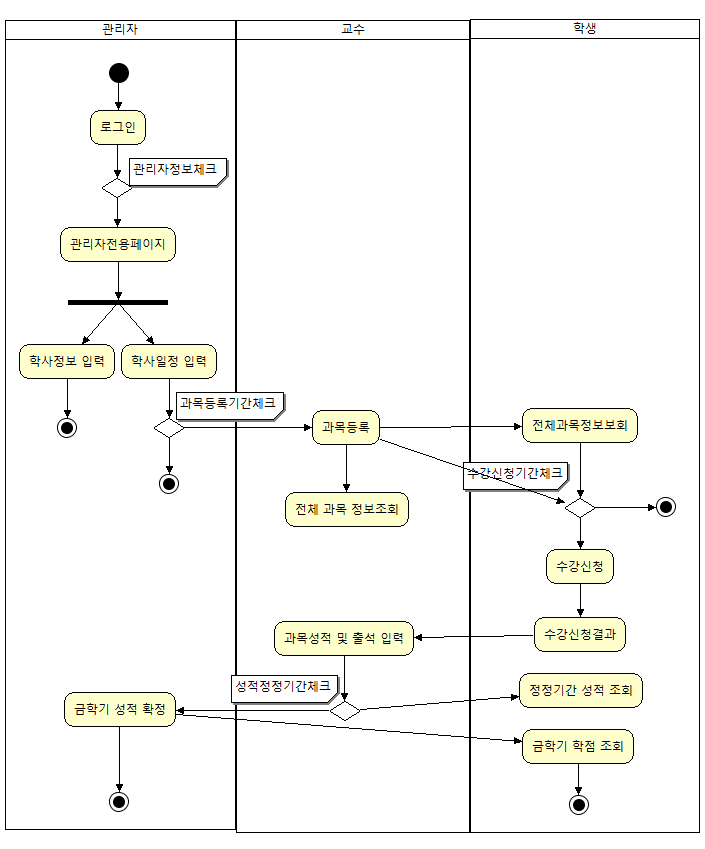 관리자
교수
학생
로그인
관리자정보체크
관리자전용페이지
학사정보 입력
학사일정 입력
과목등록기간체크
과목등록
전체과목정보보회
수강신청기간체크
전체 과목 정보조회
수강신청
과목성적 및 출석 입력
수강신청결과
성적정정기간체크
정정기간 성적 조회
금학기 성적 확정
금학기 학점 조회